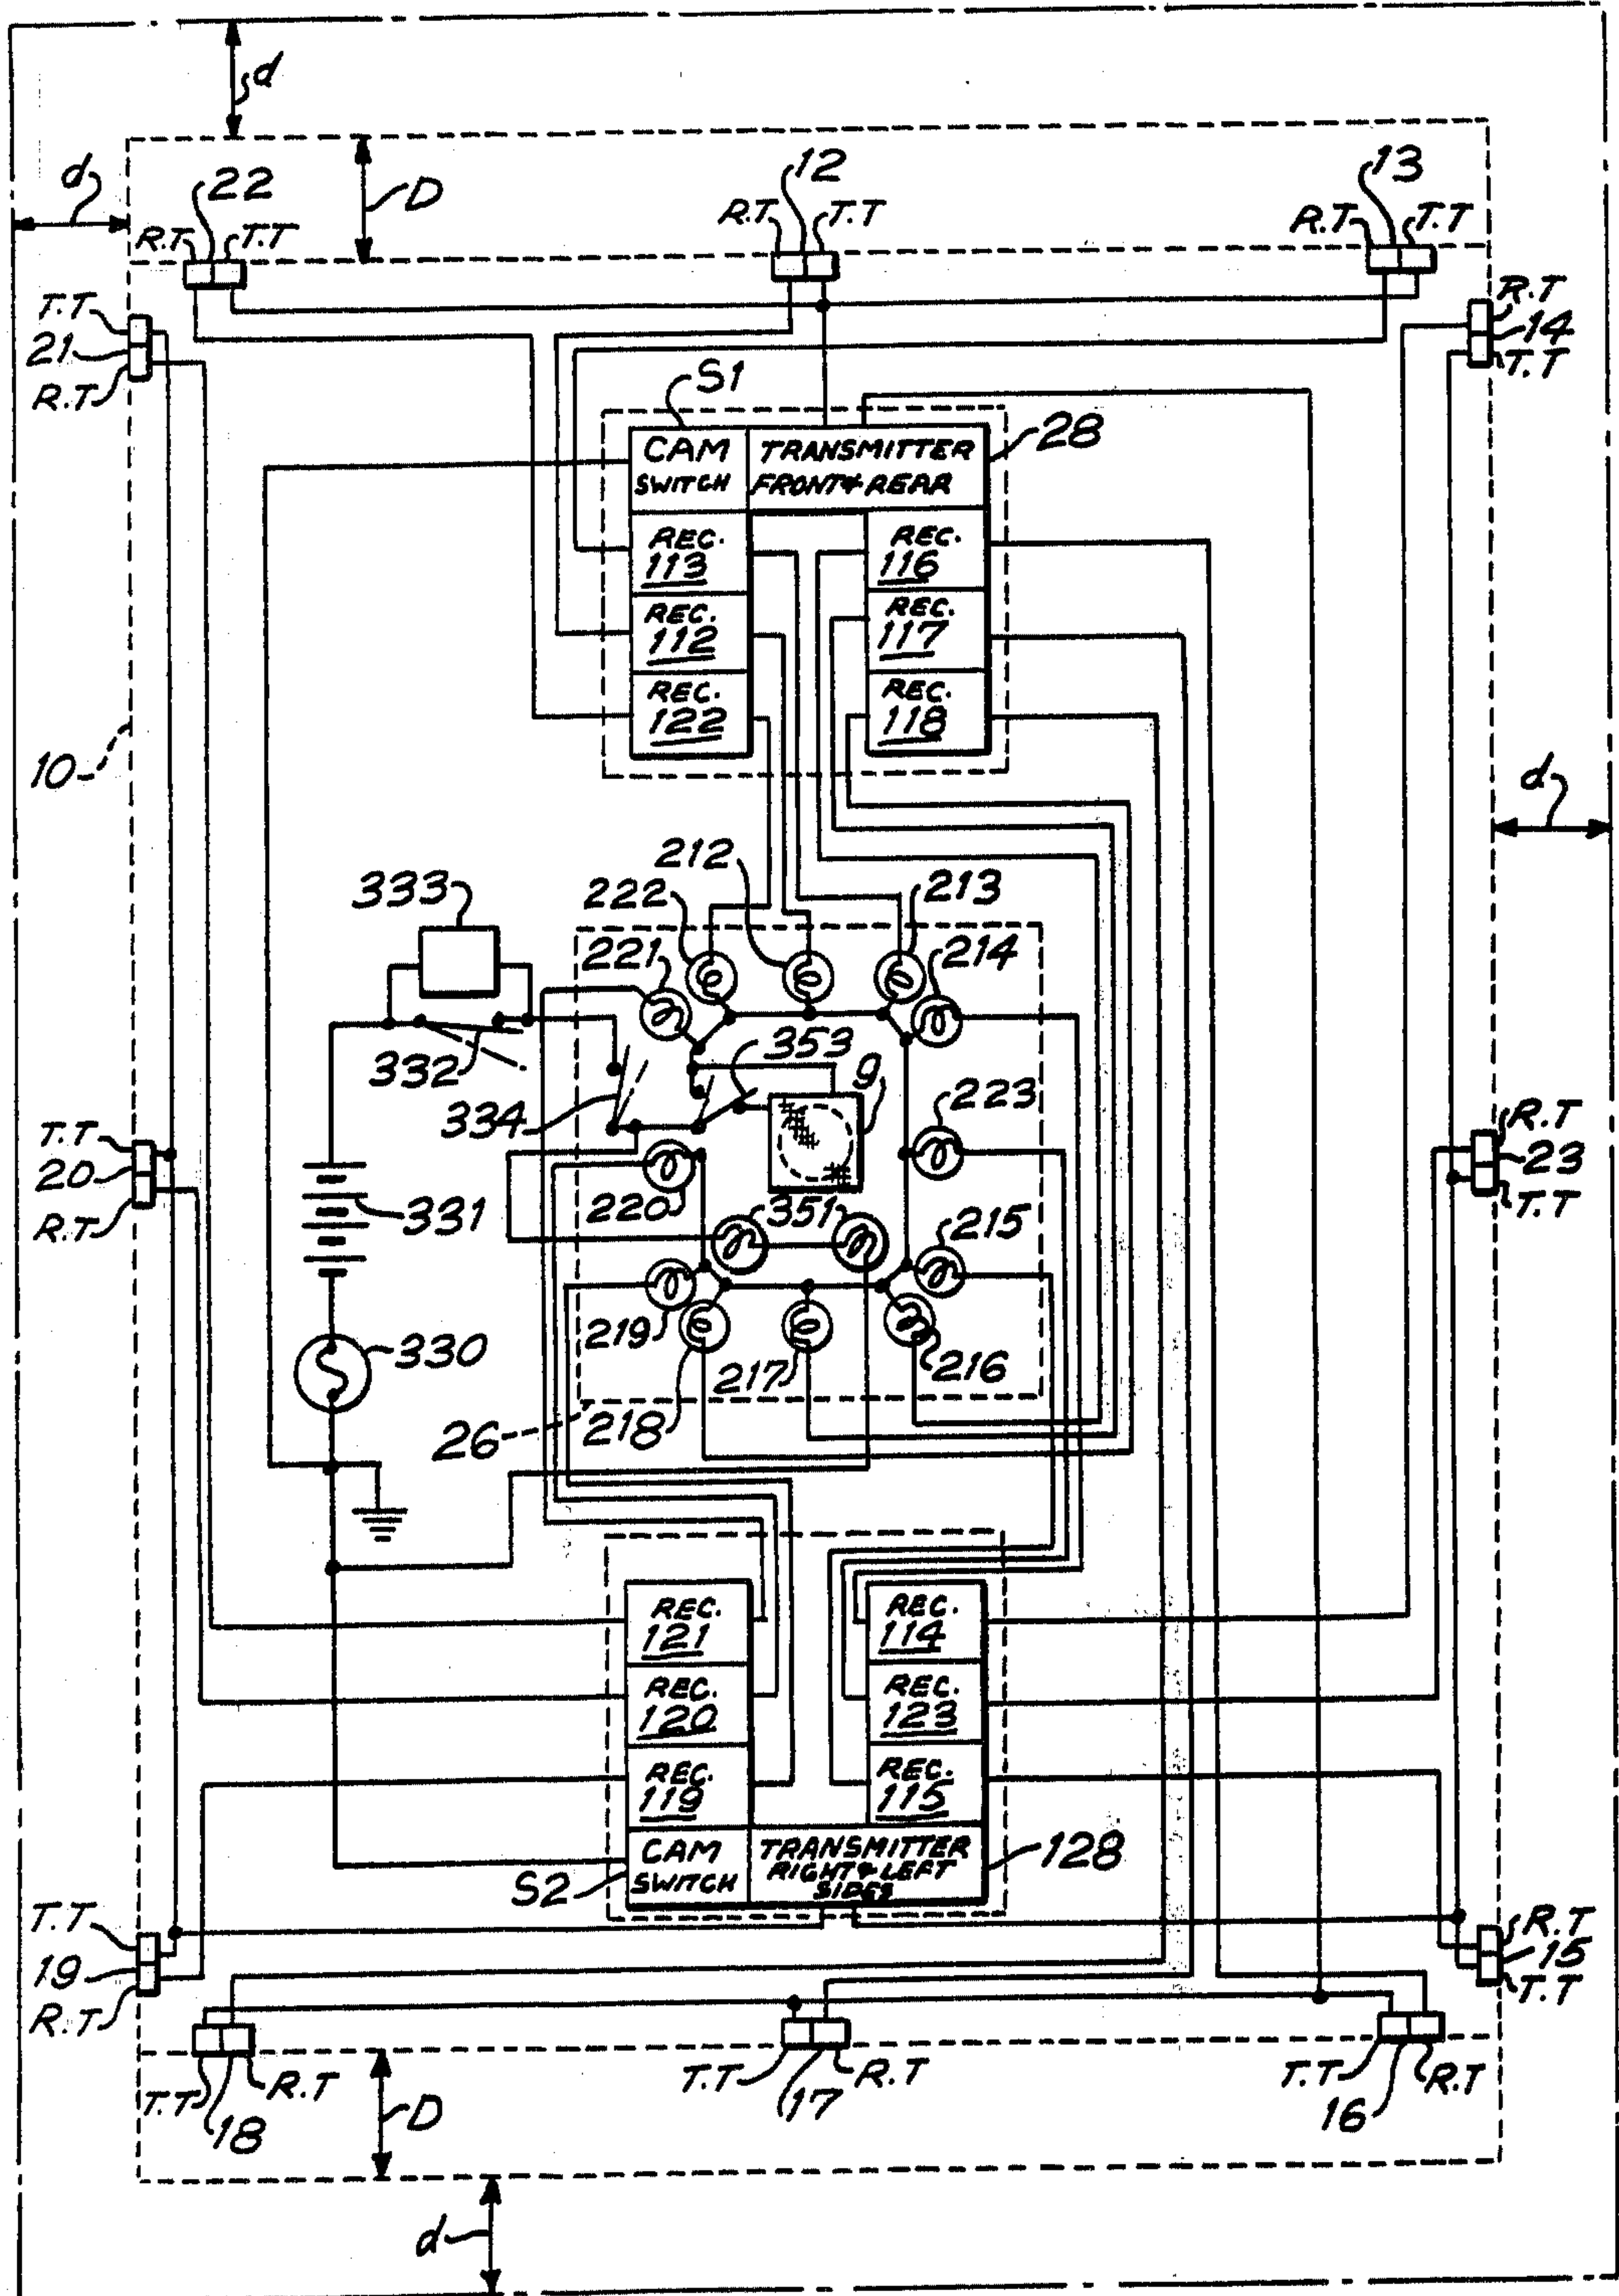 d
d
D
22
12
13
R.T
T.T
R.T
T.T
R.T
T.T
T.T
21
R.T
R.T
14
T.T
S1
28
CAM
SWITCH
TRANSMITTER
FRONT & REAR
REC.
113
REC.
116
REC.
112
REC.
117
REC.
122
REC.
118
10
d
212
333
222
213
221
214
332
353
9
334
223
T.T
20
R.T
R.T
23
T.T
220
331
351
215
219
330
217
216
26
218
REC.
121
REC.
114
REC.
120
REC.
123
REC.
119
REC.
115
CAM
SWITCH
TRANSMITTER
RIGHT & LEFT
SIDES
128
S2
T.T
19
R.T
R.T
15
T.T
T.T
R.T
18
T.T
R.T
17
T.T
R.T
16
D
d